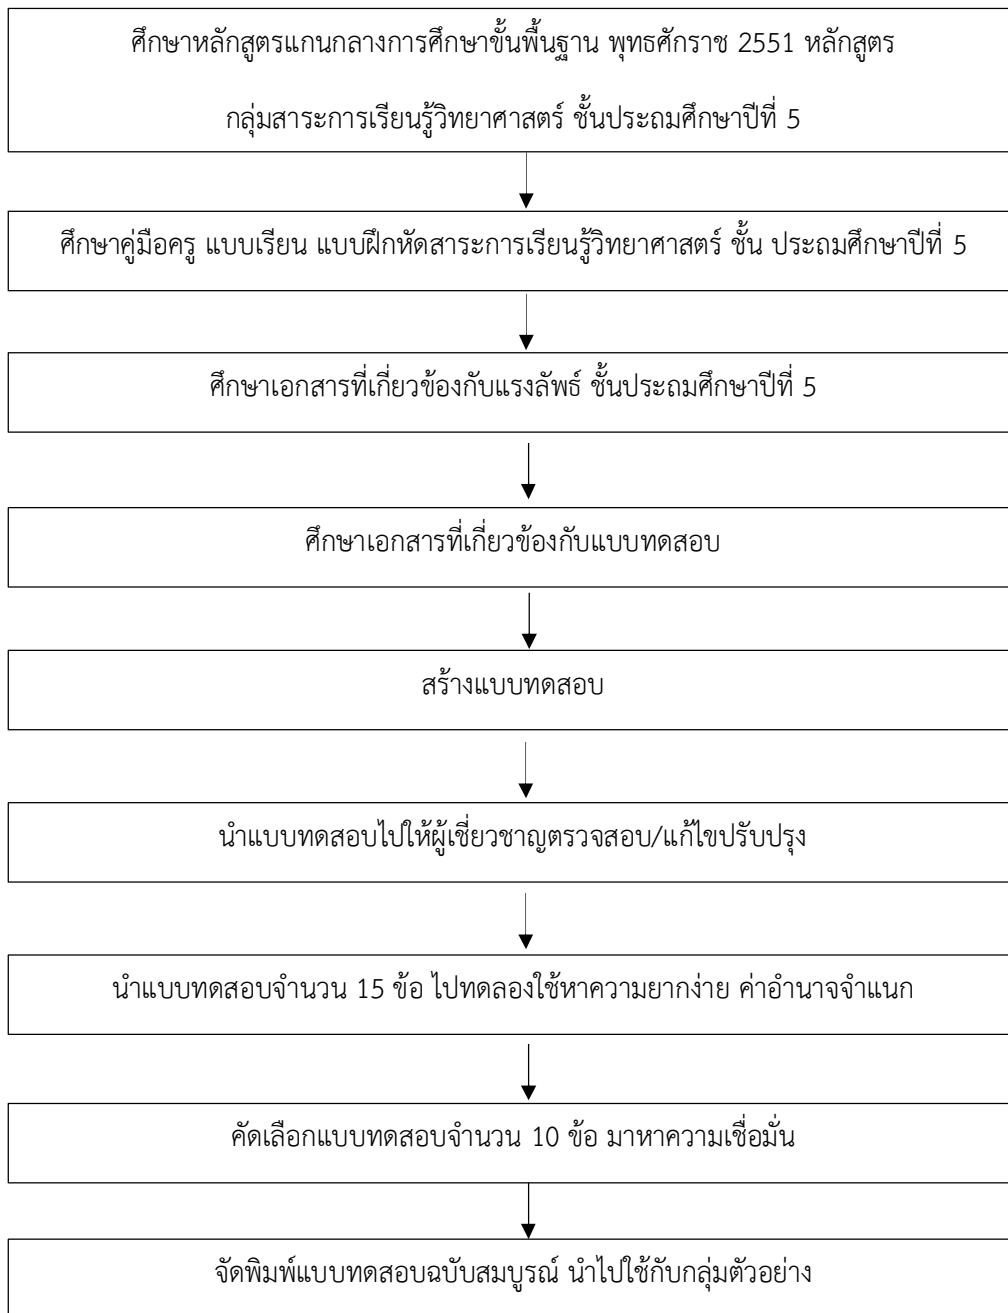 ศึกษาหลักสูตรแกนกลางการศึกษาขั้นพื้นฐาน พุทธศักราช 2551 หลักสูตร
กลุ่มสาระการเรียนรู้วิทยาศาสตร์ ชั้นประถมศึกษาปีที่ 5
ศึกษาคู่มือครู แบบเรียน แบบฝึกหัดสาระการเรียนรู้วิทยาศาสตร์ ชั้น ประถมศึกษาปีที่ 5
ศึกษาเอกสารที่เกี่ยวข้องกับแรงลัพธ์ ชั้นประถมศึกษาปีที่ 5
ศึกษาเอกสารที่เกี่ยวข้องกับแบบทดสอบ
สร้างแบบทดสอบ
นำแบบทดสอบไปให้ผู้เชี่ยวชาญตรวจสอบ/แก้ไขปรับปรุง
นำแบบทดสอบจำนวน 15 ข้อ ไปทดลองใช้หาความยากง่าย ค่าอำนาจจำแนก
คัดเลือกแบบทดสอบจำนวน 10 ข้อ มาหาความเชื่อมั่น
จัดพิมพ์แบบทดสอบฉบับสมบูรณ์ นำไปใช้กับกลุ่มตัวอย่าง